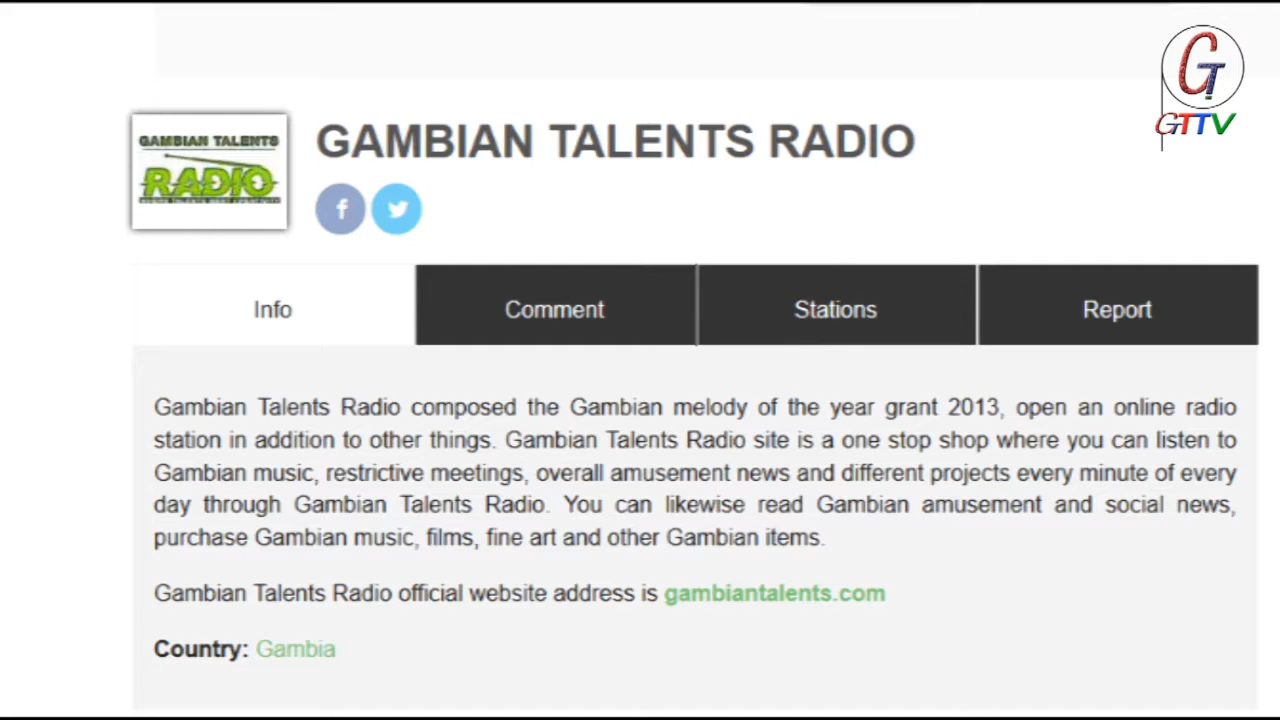 GT
GTTV
GAMBIAN TALENTS
RADIO
GAMBIAN TALENTS RADIO
f
Info
Comment
Stations
Report
Gambian Talents Radio composed the Gambian melody of the year grant 2013, open an online radio
station in addition to other things. Gambian Talents Radio site is a one stop shop where you can listen to
Gambian music, restrictive meetings, overall amusement news and different projects every minute of every
day through Gambian Talents Radio. You can likewise read Gambian amusement and social news,
purchase Gambian music, films, fine art and other Gambian items.
Gambian Talents Radio official website address is gambiantalents.com
Country: Gambia